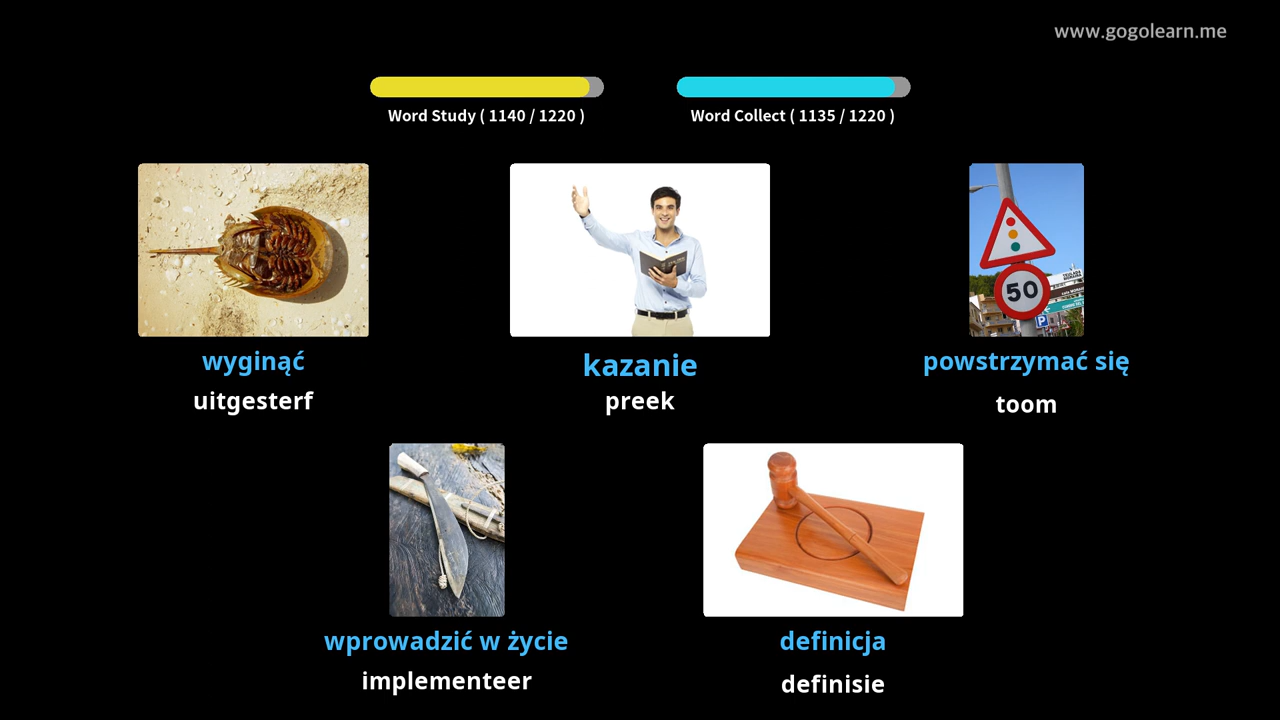 www.gogolearn.me
Word Study ( 1140 / 1220 )
Word Collect ( 1135 / 1220 )
50
P
wyginąć
kazanie
powstrzymać się
uitgesterf
preek
toom
wprowadzić w życie
definicja
implementeer
definisie